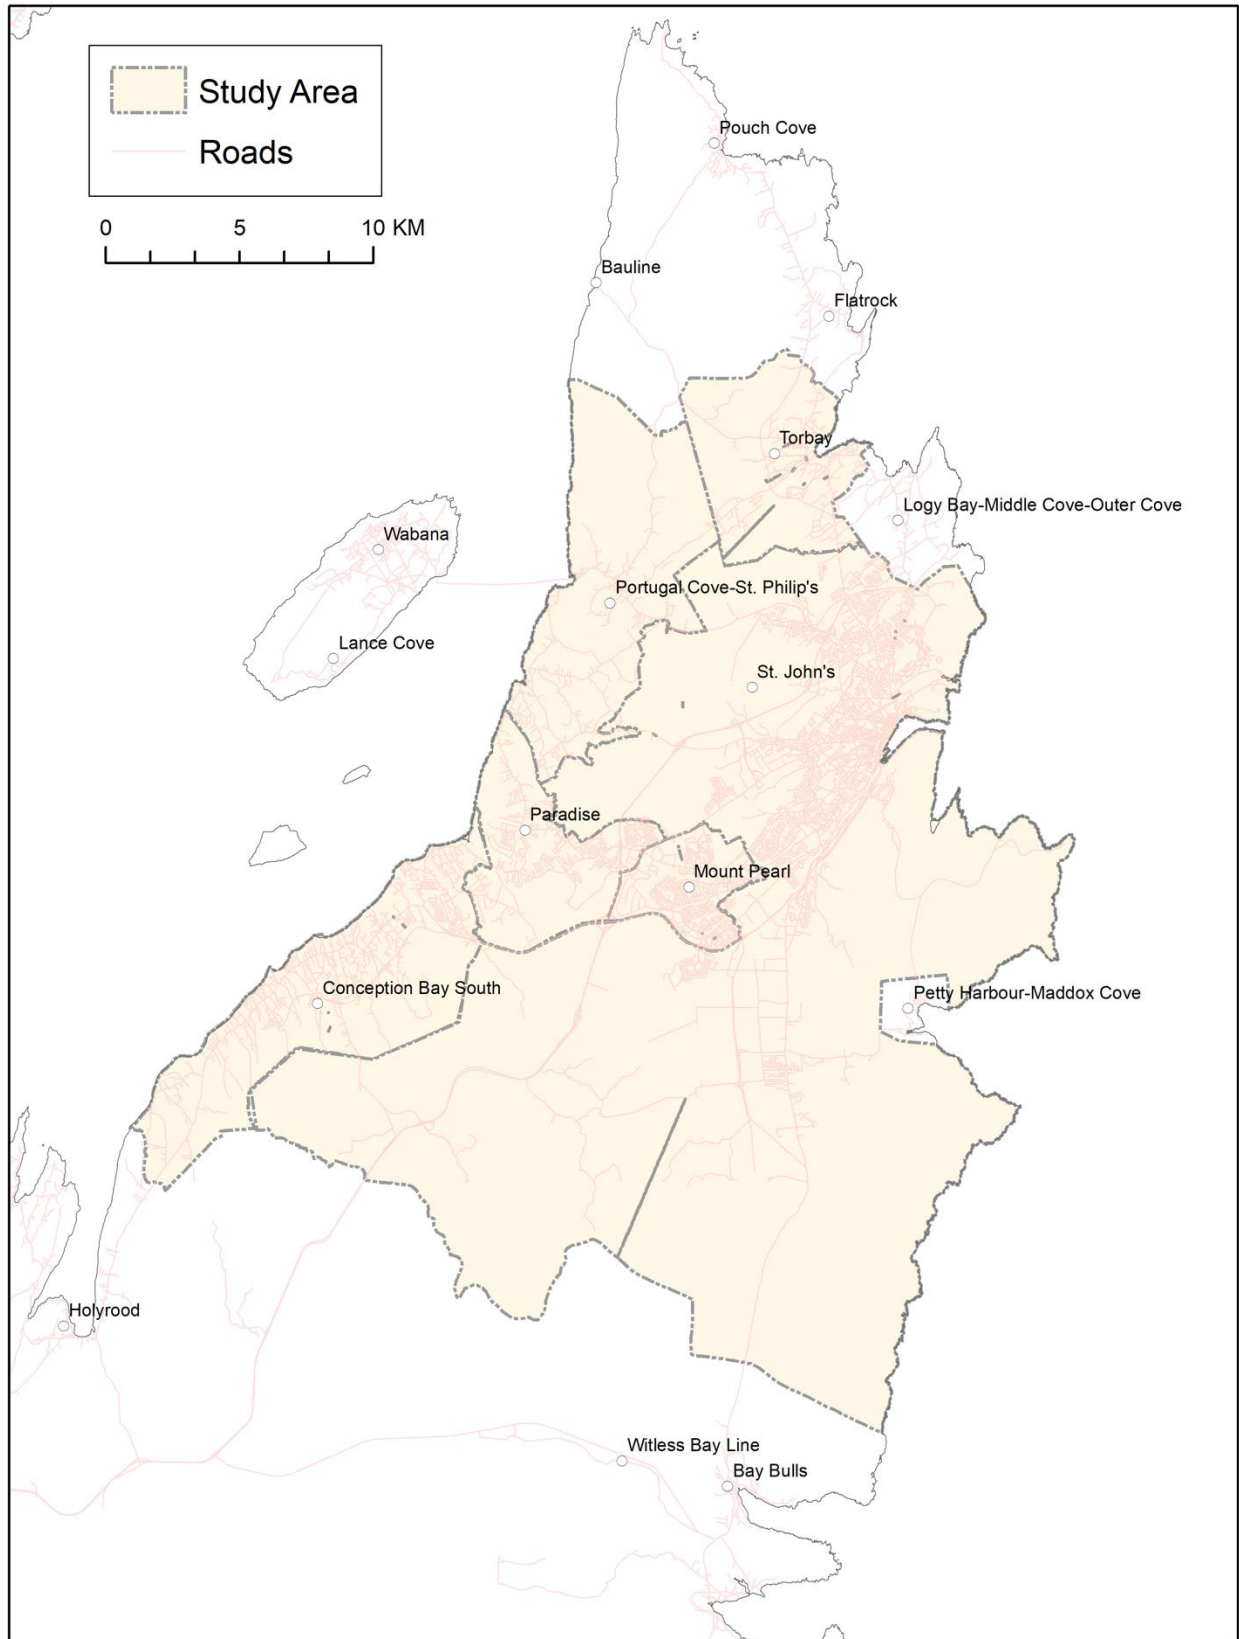 Study Area
Roads
0 5 10 KM
Pouch Cove
Bauline
Flatrock
Torbay
Logy Bay-Middle Cove-Outer Cove
Wabana
Portugal Cove-St. Philip's
Lance Cove
St. John's
Paradise
Mount Pearl
Conception Bay South
Petty Harbour-Maddox Cove
Holyrood
Witless Bay Line
Bay Bulls